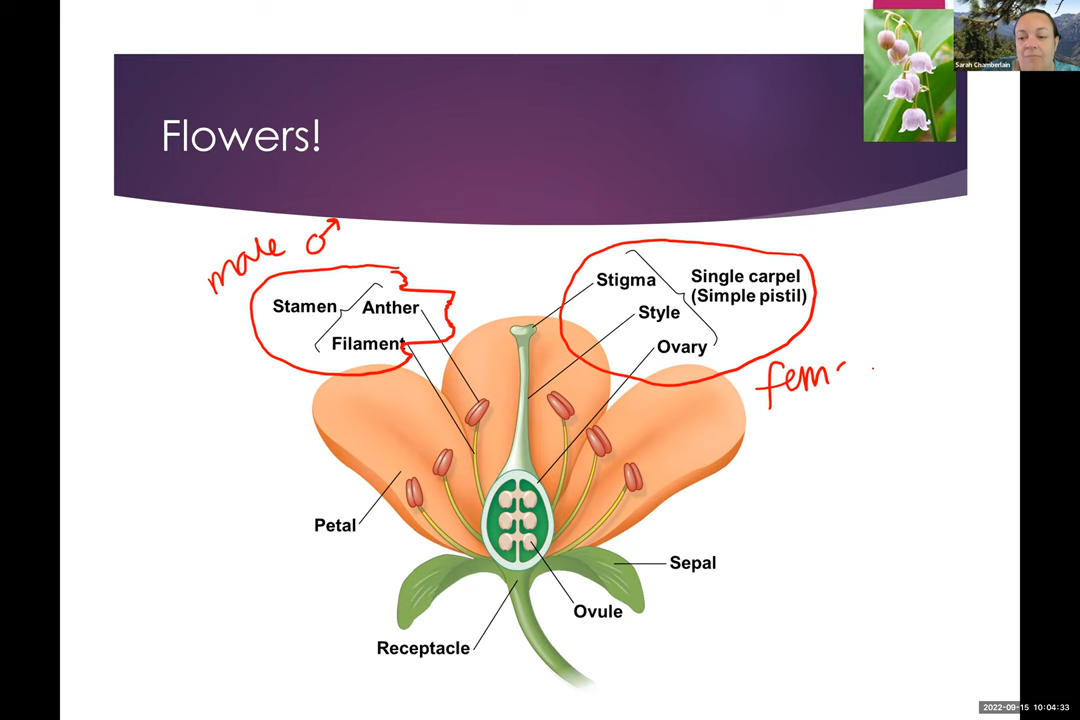 Sarah Chamberlain
Flowers!
male ♂
Stamen
Anther
Filament
Stigma
Style
Ovary
Single carpel
(Simple pistil)
fem
Petal
Sepal
Ovule
Receptacle
2022-09-15 10:04:33